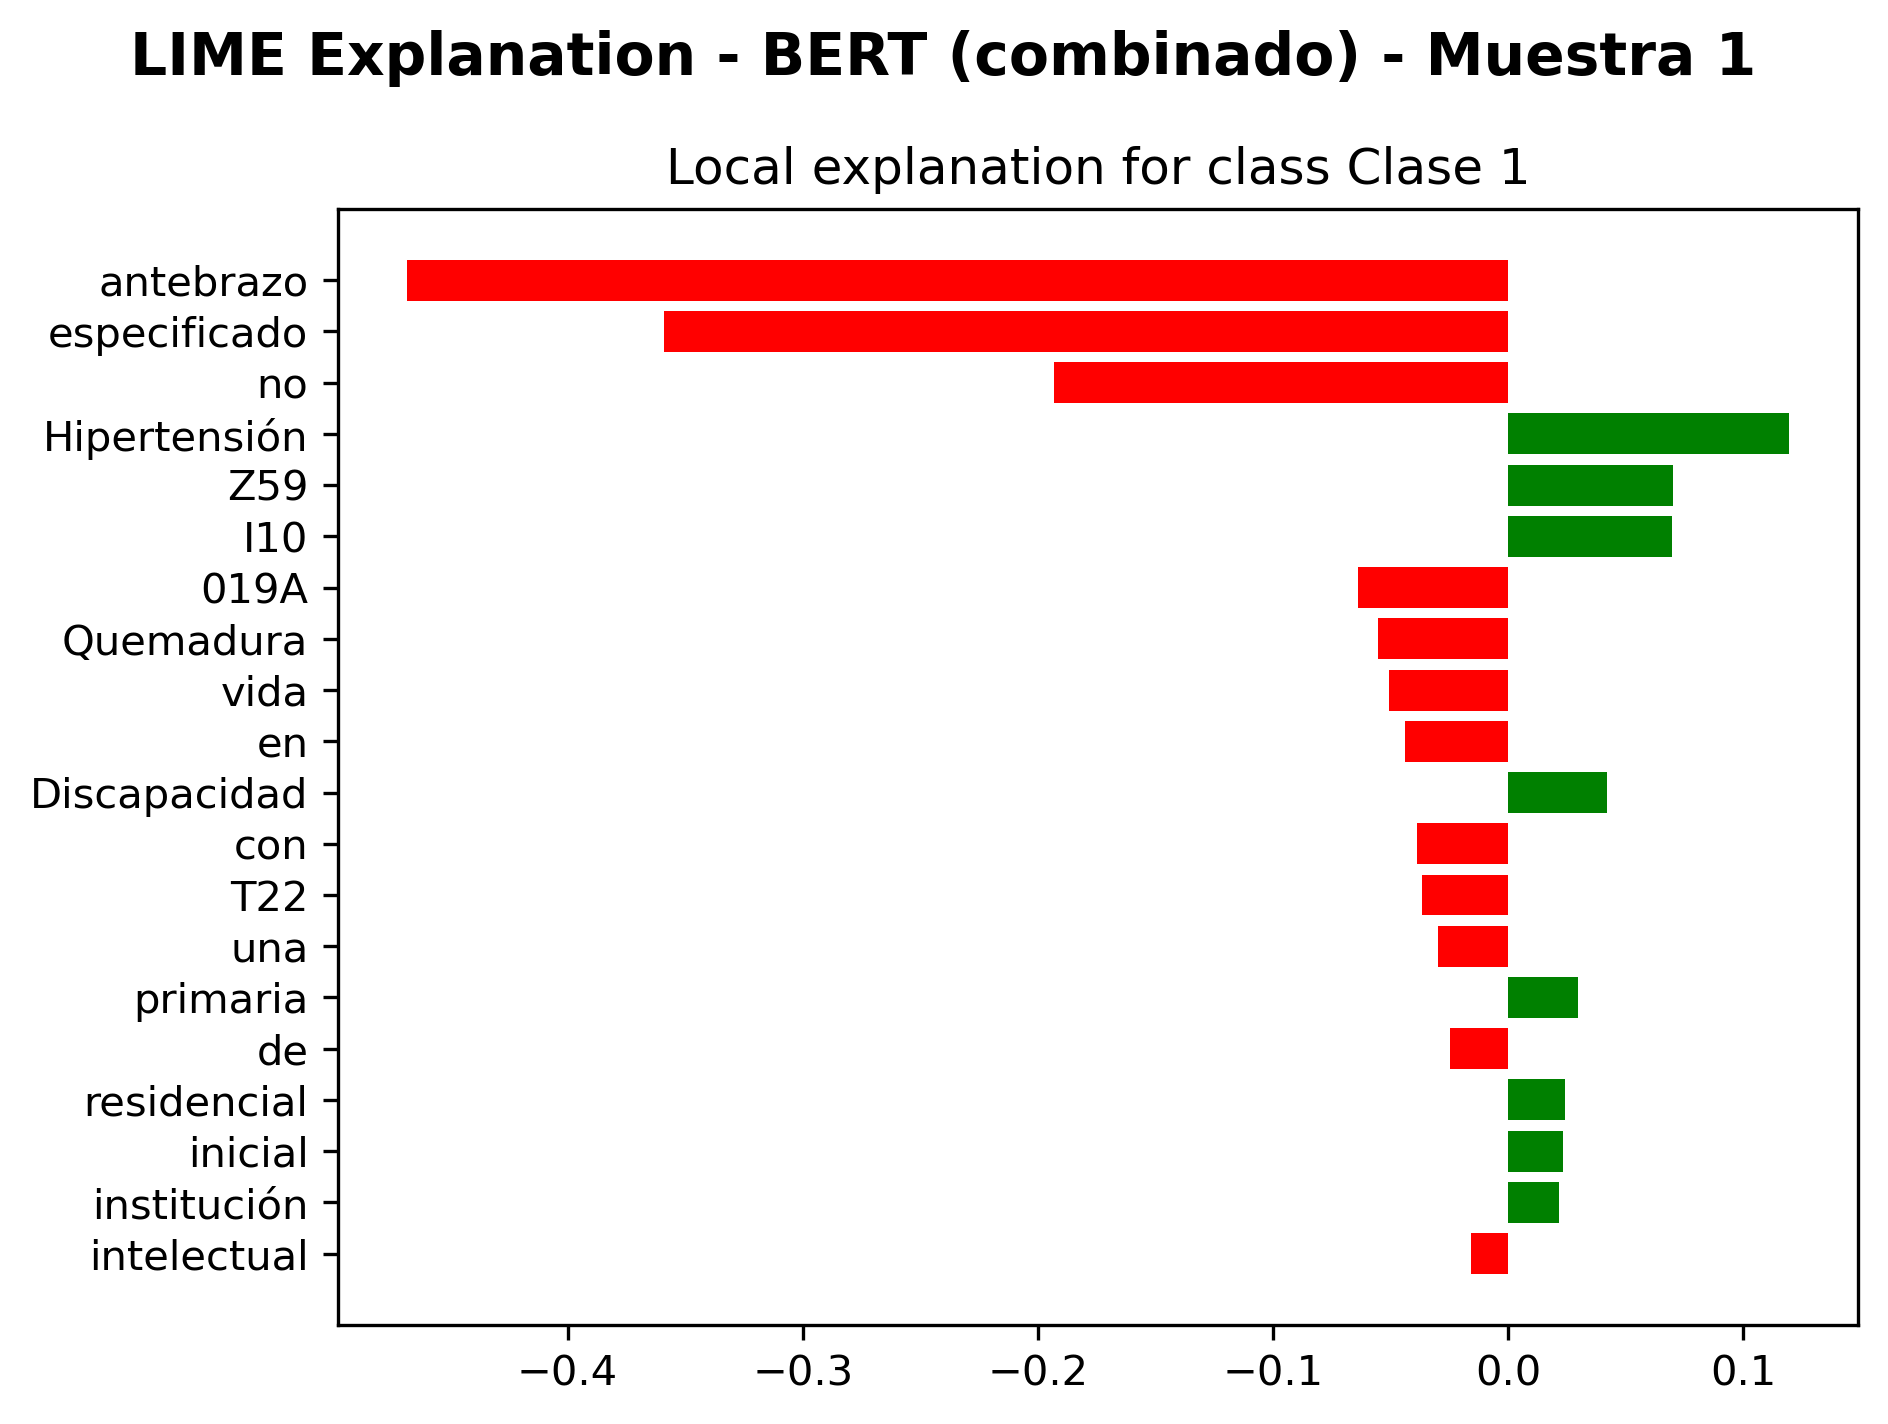 LIME Explanation - BERT (combinado) - Muestra 1
Local explanation for class Clase 1
antebrazo
especificado
no
Hipertensión
Z59
I10
019A
Quemadura
vida
en
Discapacidad
con
T22
una
primaria
de
residencial
inicial
institución
intelectual
−0.4 −0.3 −0.2 −0.1 0.0 0.1